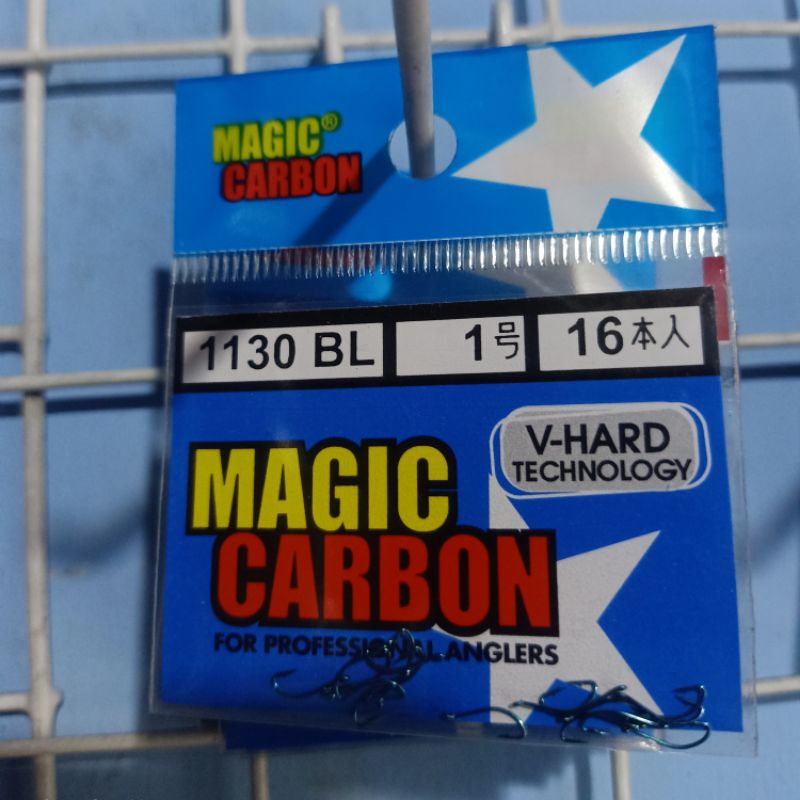 MAGIC®
CARBON
1130 BL 1号 16本入
V-HARD
TECHNOLOGY
MAGIC
CARBON
FOR PROFESSIONAL ANGLERS